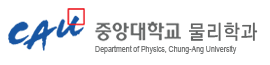 CAU 중앙대학교 물리학과
Department of Physics, Chung-Ang University